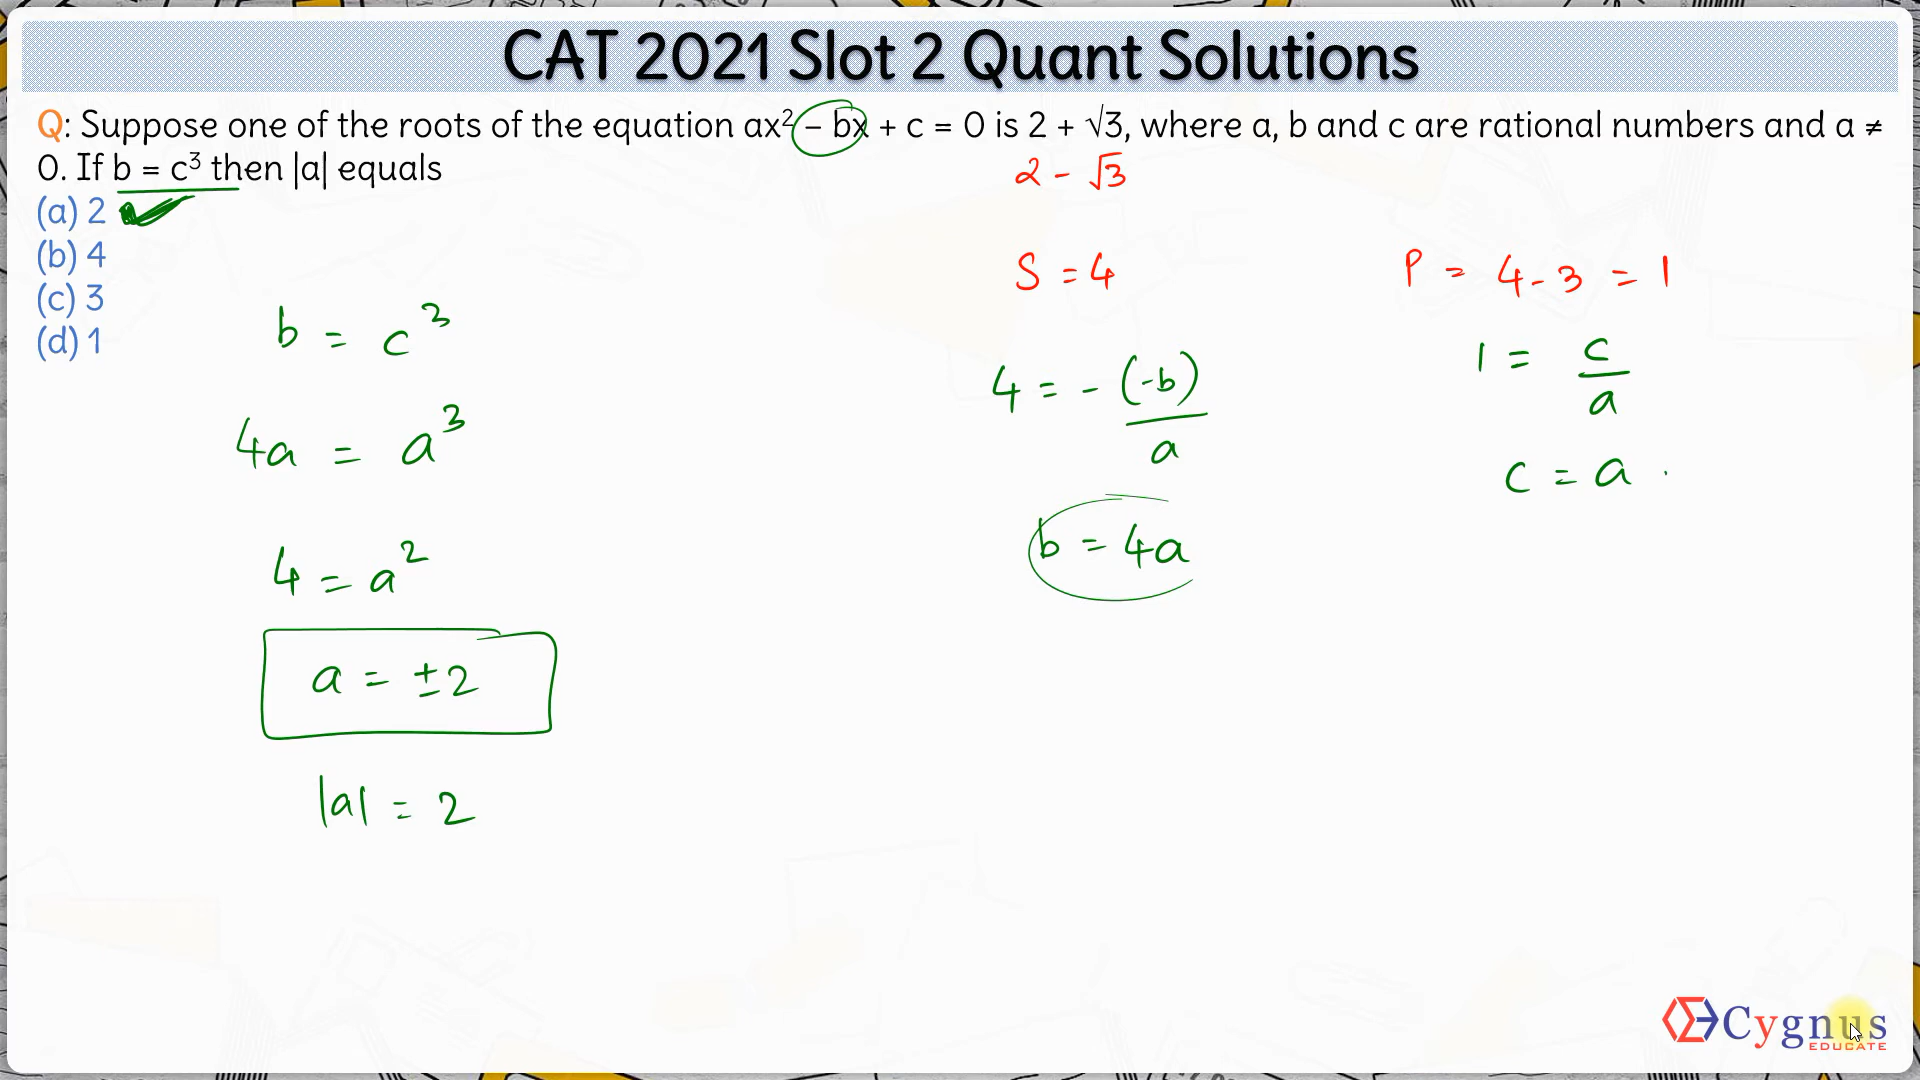 CAT 2021 Slot 2 Quant Solutions
Q: Suppose one of the roots of the equation ax² – bx + c = 0 is 2 + √3, where a, b and c are rational numbers and a ≠
0. If b = c³ then |a| equals
2 - √3
(a) 2
(b) 4
(c) 3
(d) 1
S = 4
P = 4 - 3 = 1
b = c³
4 = - (-b)/a
1 = c/a
4a = a³
c = a
b = 4a
4 = a²
a = ±2
|a| = 2
Cygnus
EDUCATE